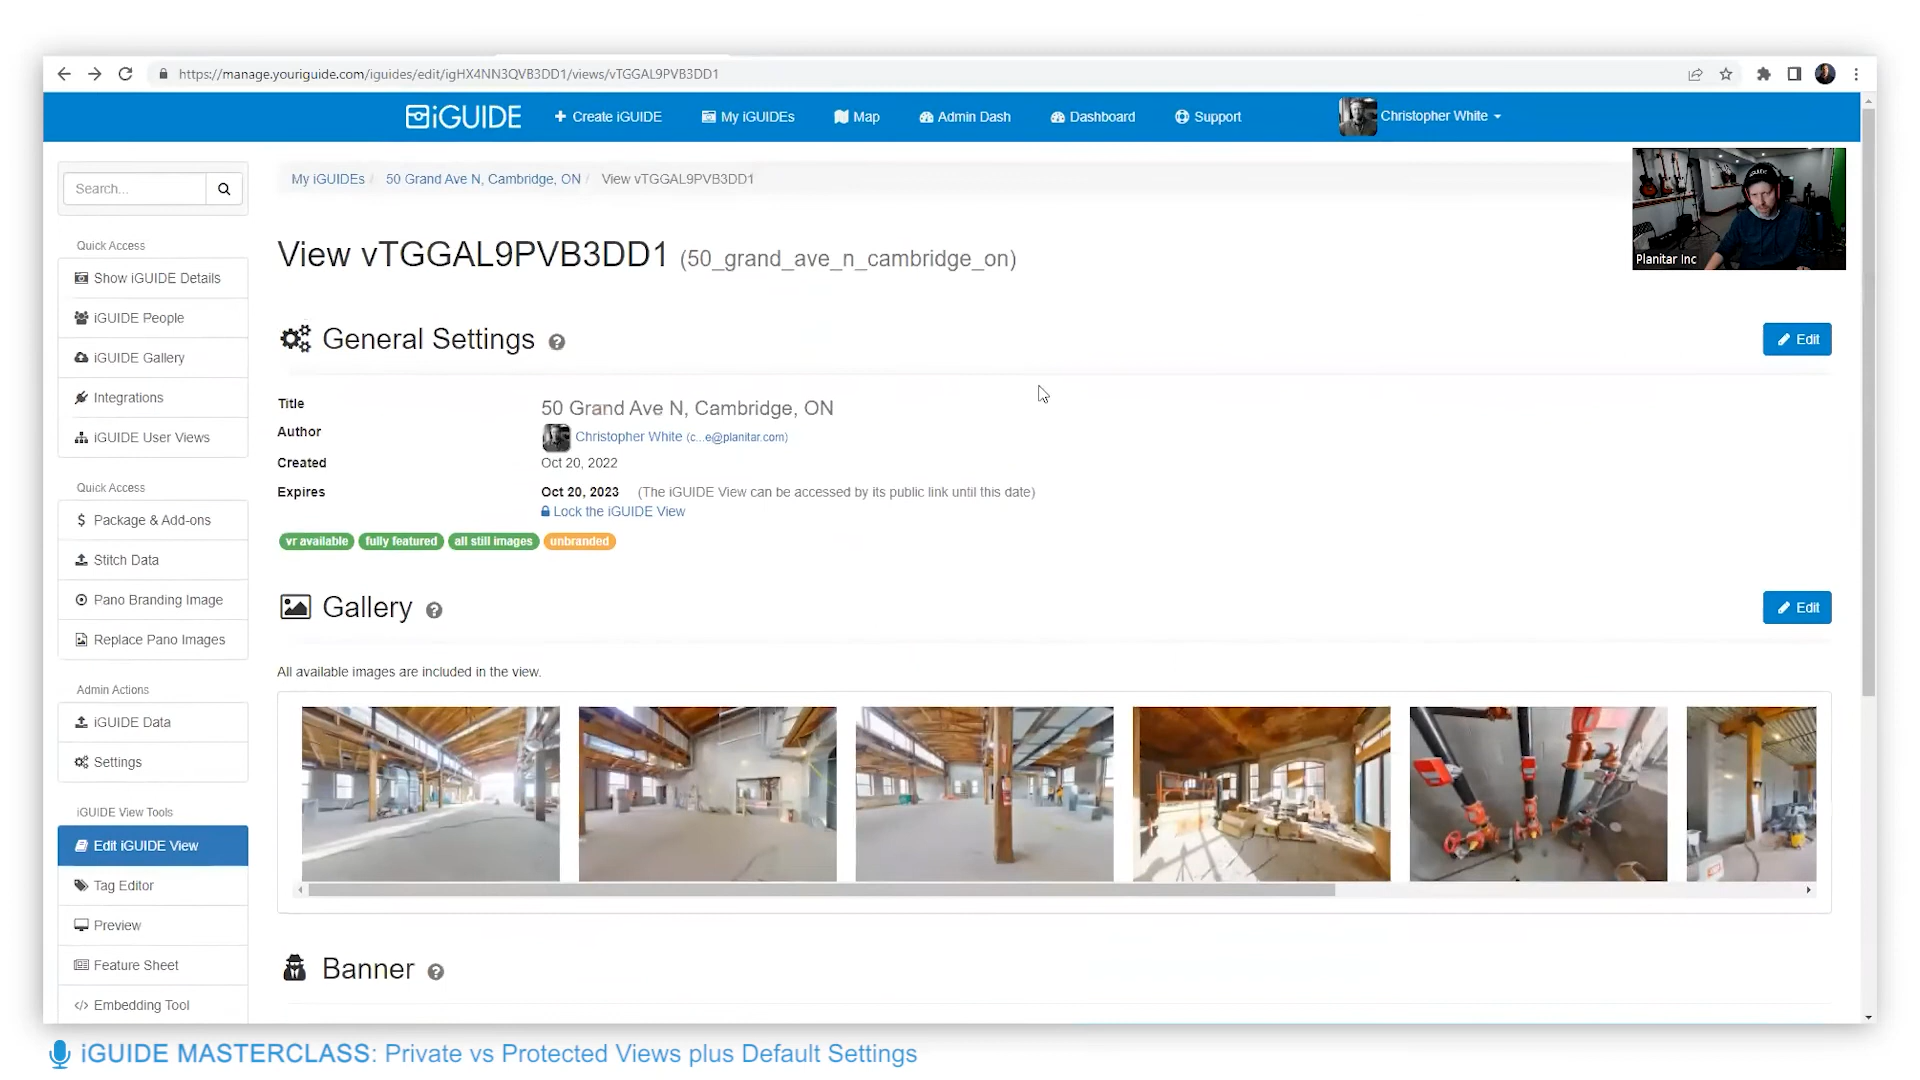 https://manage.youriguide.com/iguides/edit/igHX4NN3QVB3DD1/views/vTGGAL9PVB3DD1
iGUIDE
Create iGUIDE
My iGUIDEs
Map
Admin Dash
Dashboard
Support
Christopher White
Search...
My iGUIDEs / 50 Grand Ave N, Cambridge, ON / View vTGGAL9PVB3DD1
Planitar Inc
View vTGGAL9PVB3DD1 (50_grand_ave_n_cambridge_on)
Quick Access
Show iGUIDE Details
iGUIDE People
iGUIDE Gallery
Integrations
iGUIDE User Views
Quick Access
Package & Add-ons
Stitch Data
Pano Branding Image
Replace Pano Images
Admin Actions
iGUIDE Data
Settings
iGUIDE View Tools
Edit iGUIDE View
Tag Editor
Preview
Feature Sheet
Embedding Tool
General Settings
Edit
Title 50 Grand Ave N, Cambridge, ON
Author Christopher White (c...e@planitar.com)
Created Oct 20, 2022
Expires Oct 20, 2023 (The iGUIDE View can be accessed by its public link until this date)
Lock the iGUIDE View
vr available fully featured all still images unbranded
Gallery
Edit
All available images are included in the view.
Banner
iGUIDE MASTERCLASS: Private vs Protected Views plus Default Settings